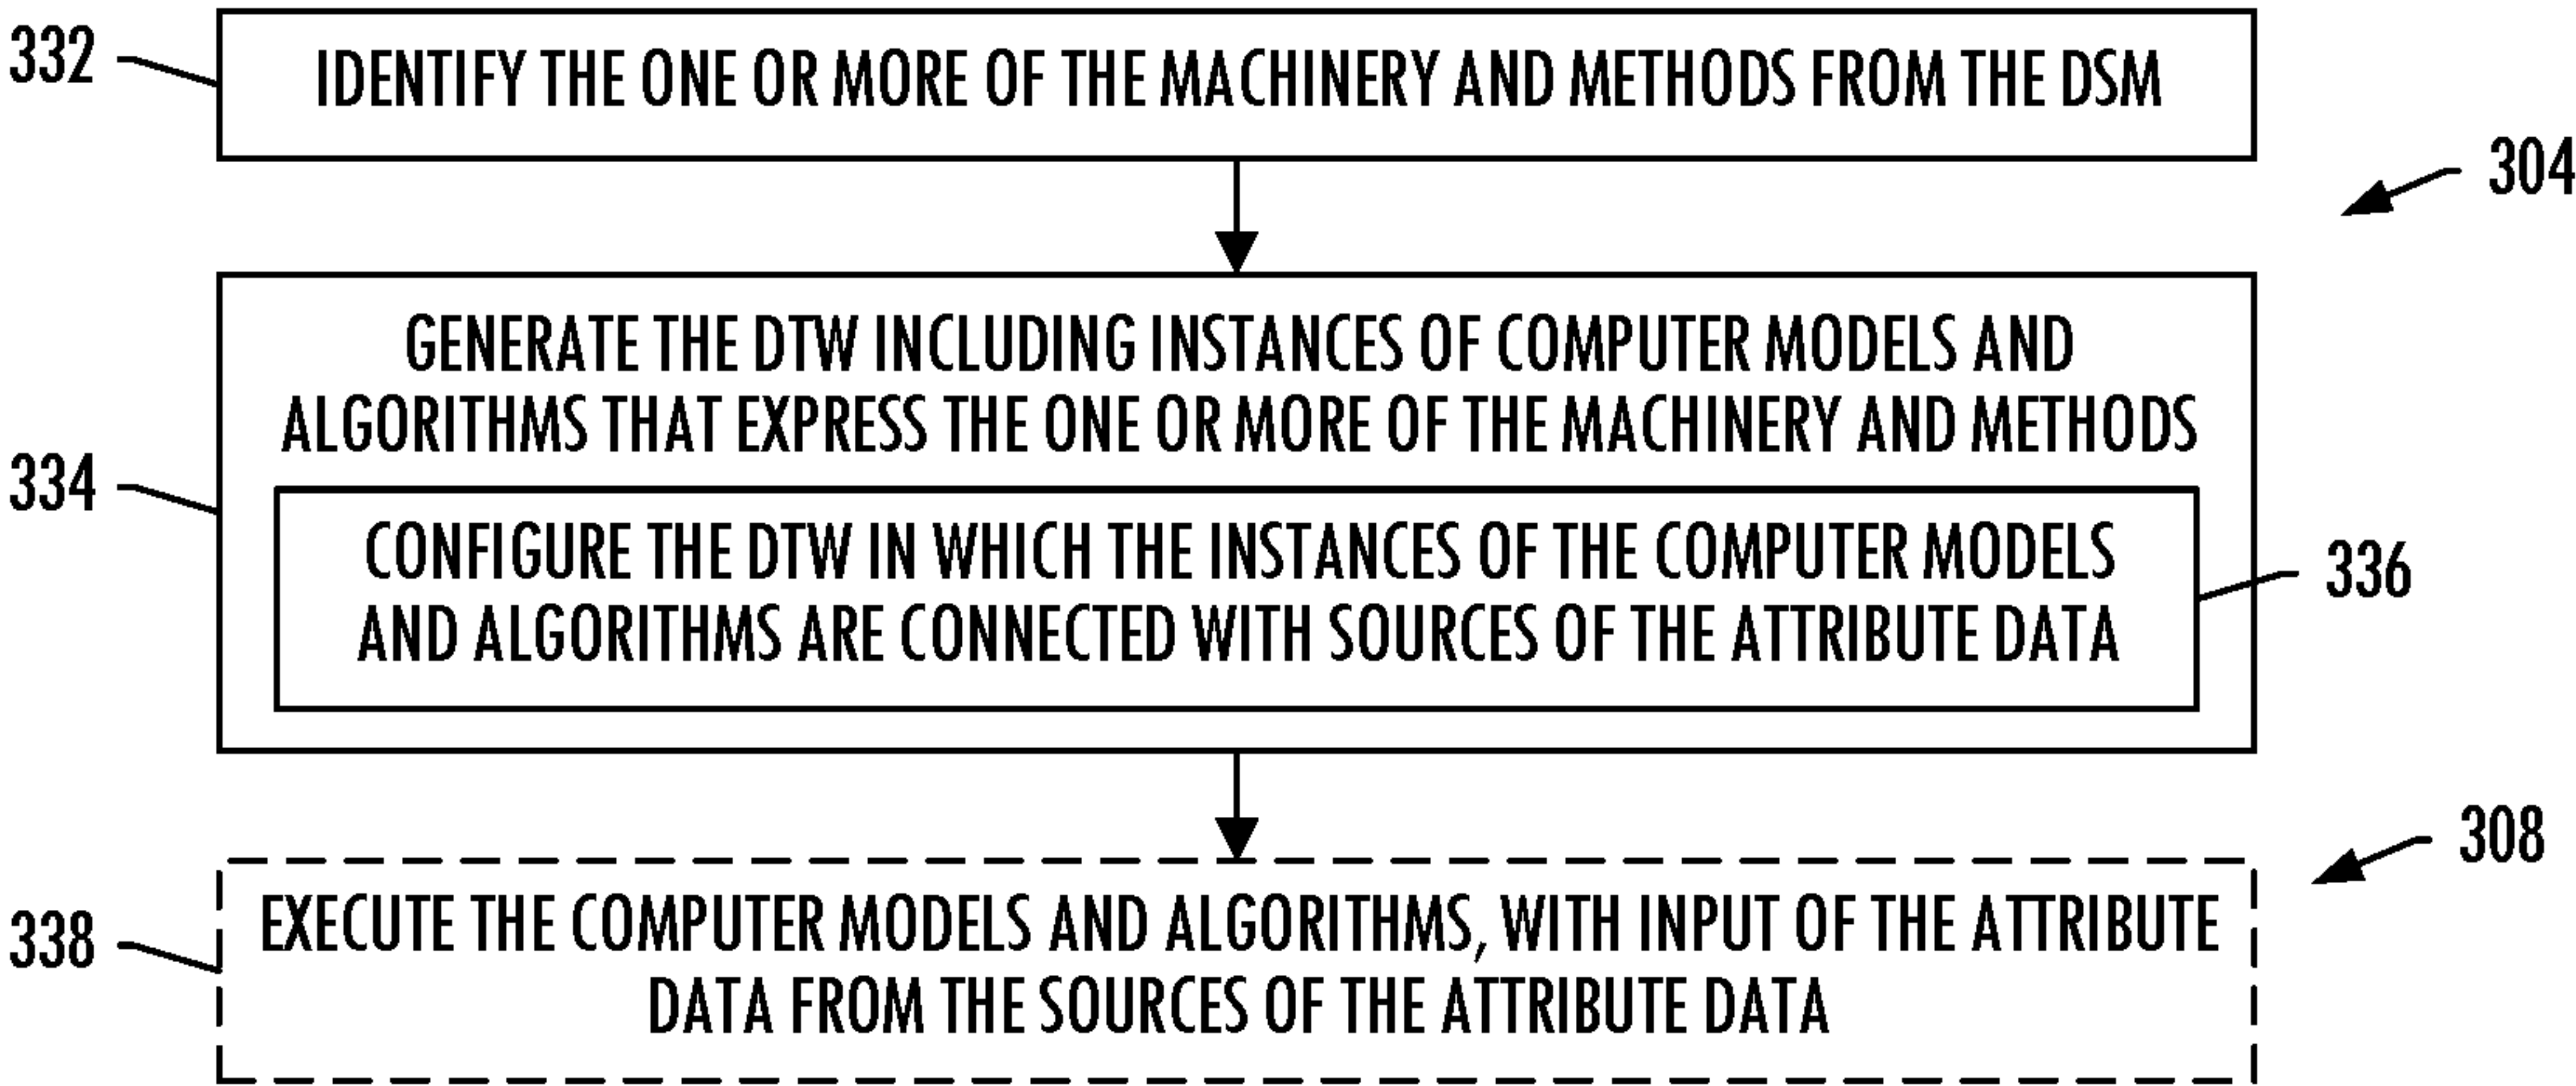 332
IDENTIFY THE ONE OR MORE OF THE MACHINERY AND METHODS FROM THE DSM
304
GENERATE THE DTW INCLUDING INSTANCES OF COMPUTER MODELS AND
ALGORITHMS THAT EXPRESS THE ONE OR MORE OF THE MACHINERY AND METHODS
334
CONFIGURE THE DTW IN WHICH THE INSTANCES OF THE COMPUTER MODELS
AND ALGORITHMS ARE CONNECTED WITH SOURCES OF THE ATTRIBUTE DATA
336
308
338
EXECUTE THE COMPUTER MODELS AND ALGORITHMS, WITH INPUT OF THE ATTRIBUTE
DATA FROM THE SOURCES OF THE ATTRIBUTE DATA